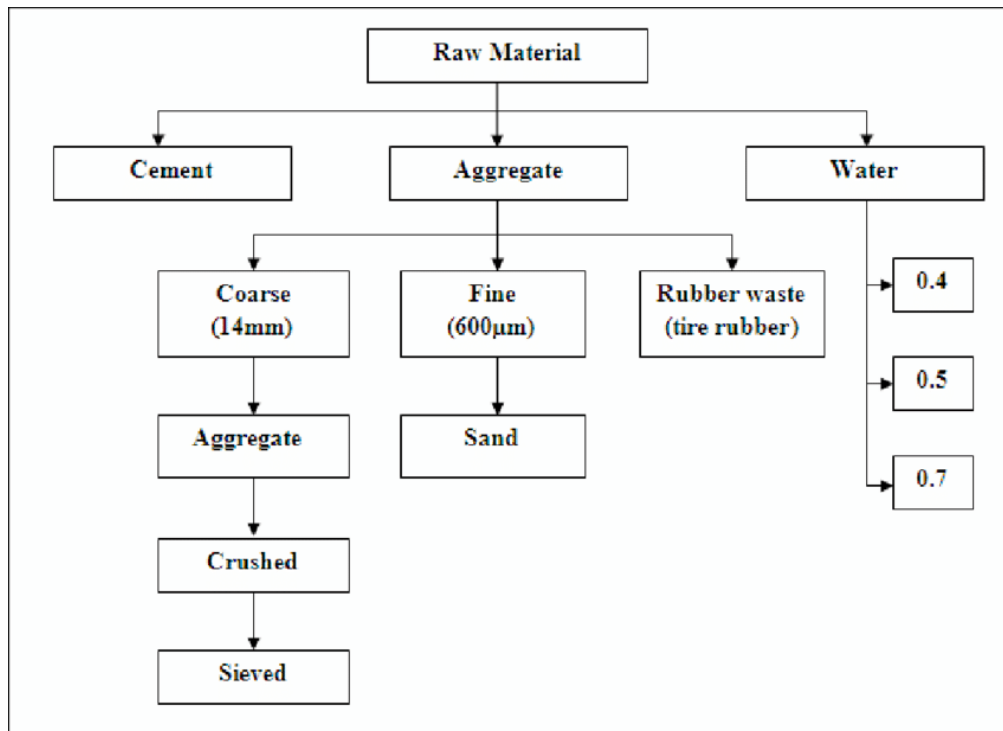 Raw Material
Cement
Aggregate
Water
Coarse
(14mm)
Fine
(600μm)
Rubber waste
(tire rubber)
0.4
0.5
0.7
Aggregate
Sand
Crushed
Sieved